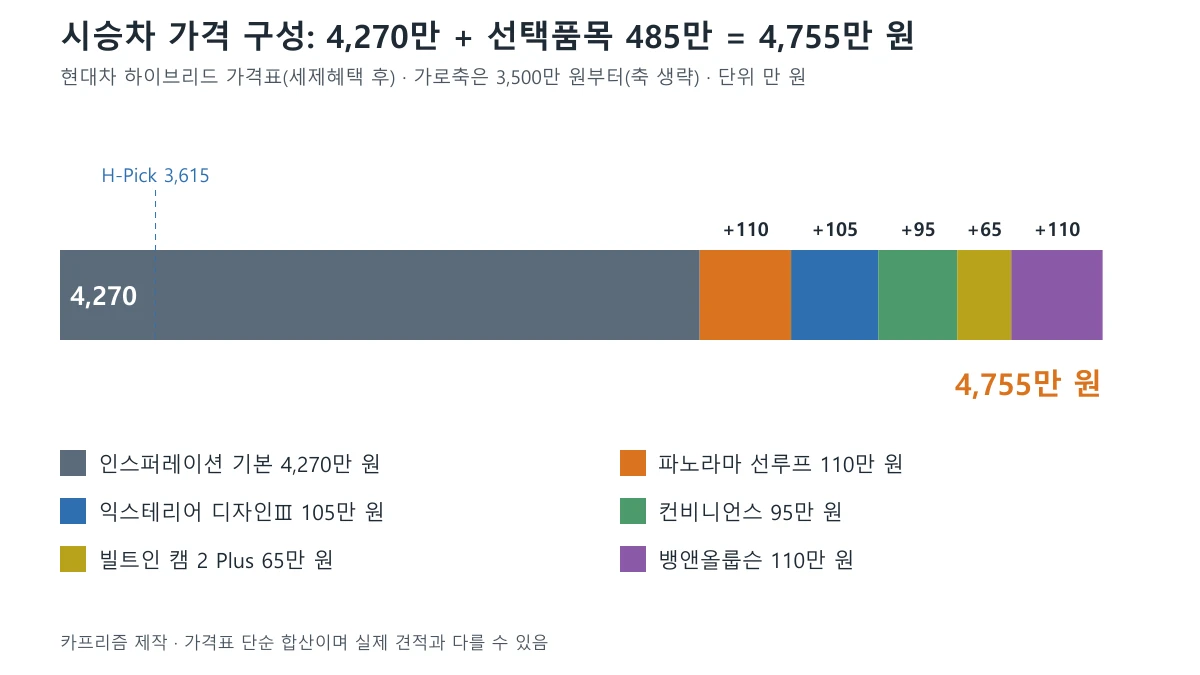 시승차 가격 구성: 4,270만 + 선택품목 485만 = 4,755만 원
현대차 하이브리드 가격표(세제혜택 후) · 가로축은 3,500만 원부터(축 생략) · 단위 만 원
H-Pick 3,615
+110 +105 +95 +65 +110
4,270
4,755만 원
인스퍼레이션 기본 4,270만 원
파노라마 선루프 110만 원
익스테리어 디자인Ⅲ 105만 원
컨비니언스 95만 원
빌트인 캠 2 Plus 65만 원
뱅앤올룹슨 110만 원
카프리즘 제작 · 가격표 단순 합산이며 실제 견적과 다를 수 있음